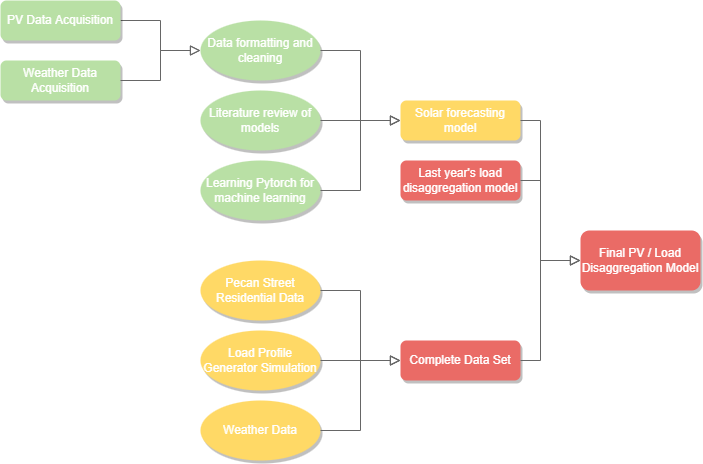 PV Data Acquisition
Weather Data
Acquisition
Data formatting and
cleaning
Literature review of
models
Learning Pytorch for
machine learning
Solar forecasting
model
Last year's load
disaggregation model
Final PV / Load
Disaggregation Model
Pecan Street
Residential Data
Load Profile
Generator Simulation
Weather Data
Complete Data Set